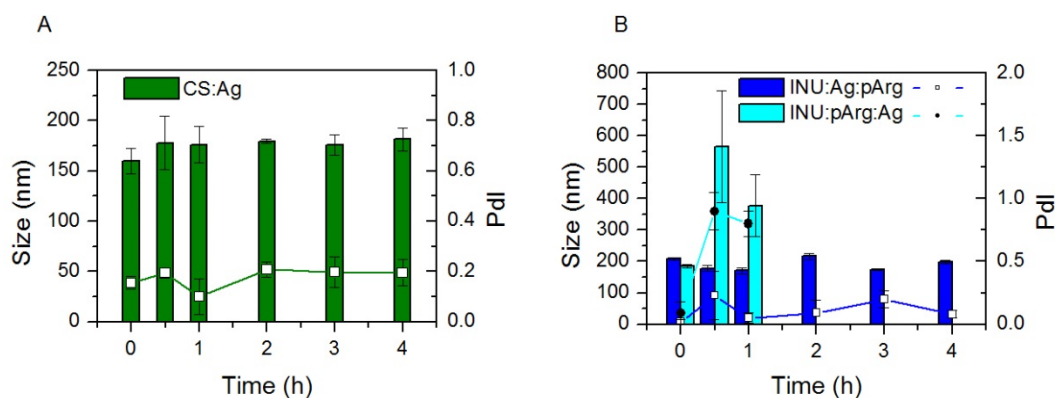 A
250
200
150
100
50
0
Size (nm)
CS:Ag
1.0
0.8
0.6
0.4
0.2
0.0
PdI
0 1 2 3 4
Time (h)
B
800
700
600
500
400
300
200
100
0
Size (nm)
INU:Ag:pArg
INU:pArg:Ag
2.0
1.5
1.0
0.5
0.0
PdI
0 1 2 3 4
Time (h)